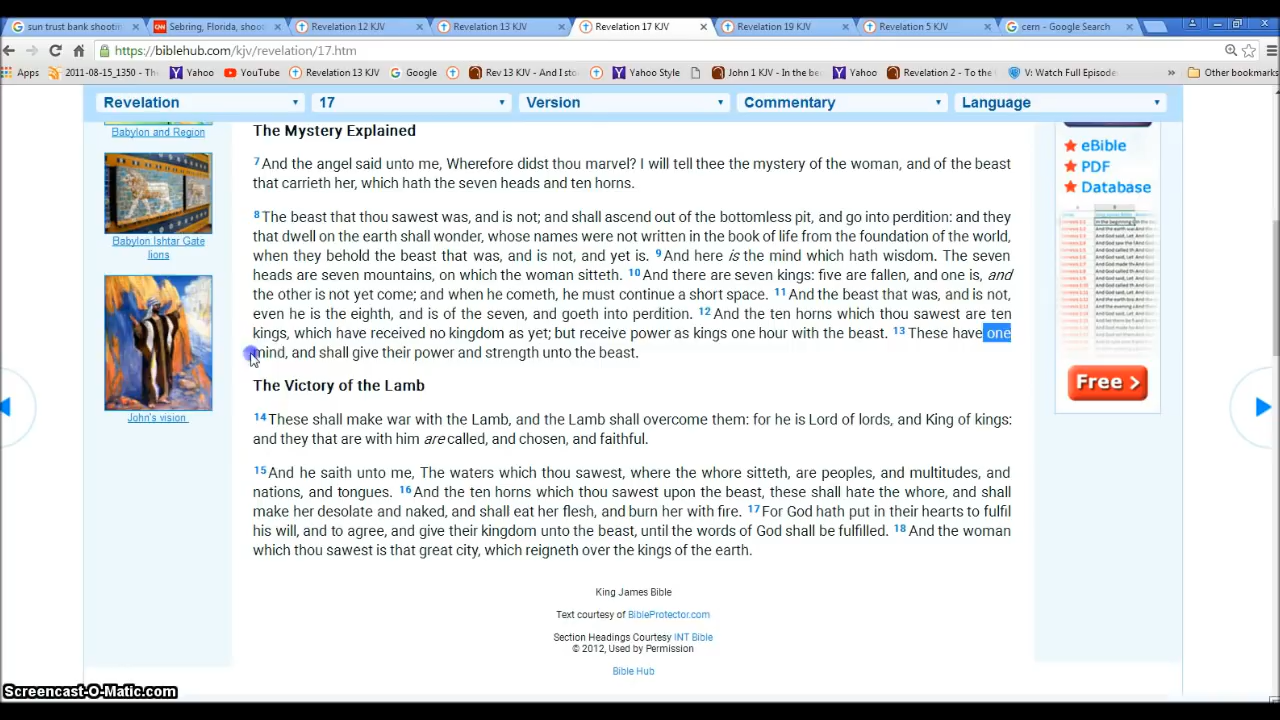 sun trust bank shooti
Sebring, Florida, shoot
Revelation 12 KJV
Revelation 13 KJV
Revelation 17 KJV
Revelation 19 KJV
Revelation 5 KJV
cern - Google Search
https://biblehub.com/kjv/revelation/17.htm
Apps
2011-08-15_1350 - Th
Yahoo
YouTube
Revelation 13 KJV
Google
Rev 13 KJV - And I sto
Yahoo Style
John 1 KJV - In the be
Yahoo
Revelation 2 - To the
V: Watch Full Episode
»
Other bookmarks
Revelation
17
Version
Commentary
Language
Babylon and Region
Babylon Ishtar Gate
lions
John's vision
The Mystery Explained
7 And the angel said unto me, Wherefore didst thou marvel? I will tell thee the mystery of the woman, and of the beast
that carrieth her, which hath the seven heads and ten horns.
8 The beast that thou sawest was, and is not; and shall ascend out of the bottomless pit, and go into perdition: and they
that dwell on the earth shall wonder, whose names were not written in the book of life from the foundation of the world,
when they behold the beast that was, and is not, and yet is. 9 And here is the mind which hath wisdom. The seven
heads are seven mountains, on which the woman sitteth. 10 And there are seven kings: five are fallen, and one is, and
the other is not yet come; and when he cometh, he must continue a short space. 11 And the beast that was, and is not,
even he is the eighth, and is of the seven, and goeth into perdition. 12 And the ten horns which thou sawest are ten
kings, which have received no kingdom as yet; but receive power as kings one hour with the beast. 13 These have one
mind, and shall give their power and strength unto the beast.
The Victory of the Lamb
14 These shall make war with the Lamb, and the Lamb shall overcome them: for he is Lord of lords, and King of kings:
and they that are with him are called, and chosen, and faithful.
15 And he saith unto me, The waters which thou sawest, where the whore sitteth, are peoples, and multitudes, and
nations, and tongues. 16 And the ten horns which thou sawest upon the beast, these shall hate the whore, and shall
make her desolate and naked, and shall eat her flesh, and burn her with fire. 17 For God hath put in their hearts to fulfil
his will, and to agree, and give their kingdom unto the beast, until the words of God shall be fulfilled. 18 And the woman
which thou sawest is that great city, which reigneth over the kings of the earth.
King James Bible
Text courtesy of BibleProtector.com
Section Headings Courtesy INT Bible
© 2012, Used by Permission
Bible Hub
eBible
PDF
Database
Free >
Screencast-O-Matic.com